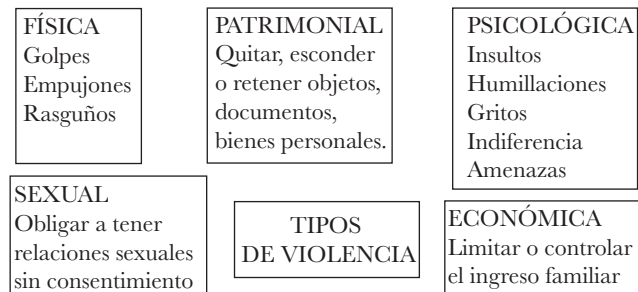 FÍSICA
Golpes
Empujones
Rasguños
PATRIMONIAL
Quitar, esconder
o retener objetos,
documentos,
bienes personales.
PSICOLÓGICA
Insultos
Humillaciones
Gritos
Indiferencia
Amenazas
SEXUAL
Obligar a tener
relaciones sexuales
sin consentimiento
TIPOS
DE VIOLENCIA
ECONÓMICA
Limitar o controlar
el ingreso familiar